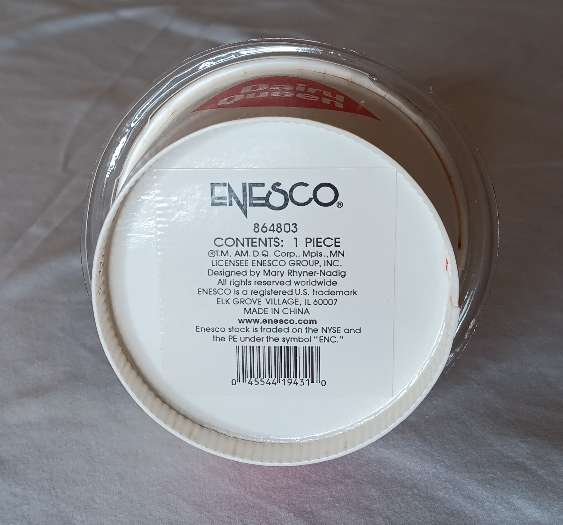 Dairy
Queen
ENESCO®
864803
CONTENTS: 1 PIECE
®T.M. AM. D.Q. Corp., Mpls., MN
LICENSEE ENESCO GROUP, INC.
Designed by Mary Rhyner-Nadig
All rights reserved worldwide
ENESCO is a registered U.S. trademark
ELK GROVE VILLAGE, IL 60007
MADE IN CHINA
www.enesco.com
Enesco stock is traded on the NYSE and
the PE under the symbol "ENC."
0 45544 19431 0